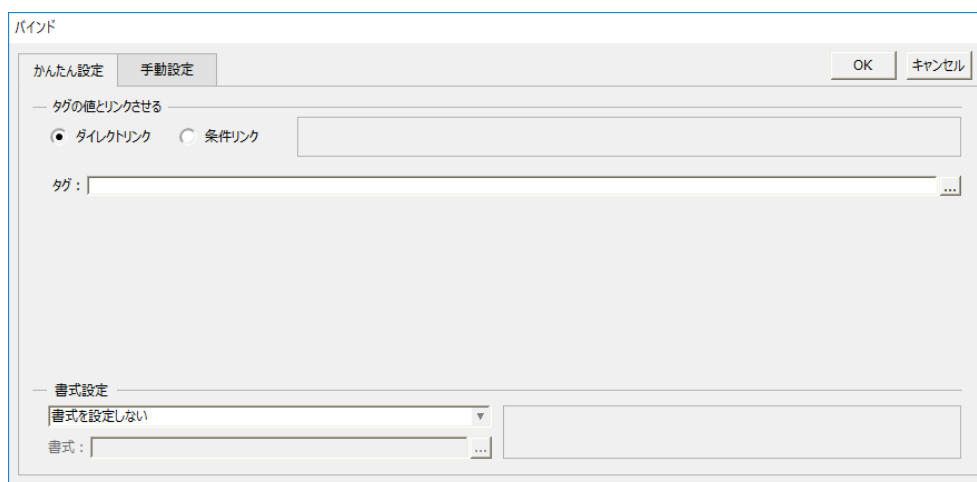 バインド
かんたん設定 手動設定 OK キャンセル
タグの値とリンクさせる
ダイレクトリンク 条件リンク
タグ： ...
書式設定
書式を設定しない
書式： ...